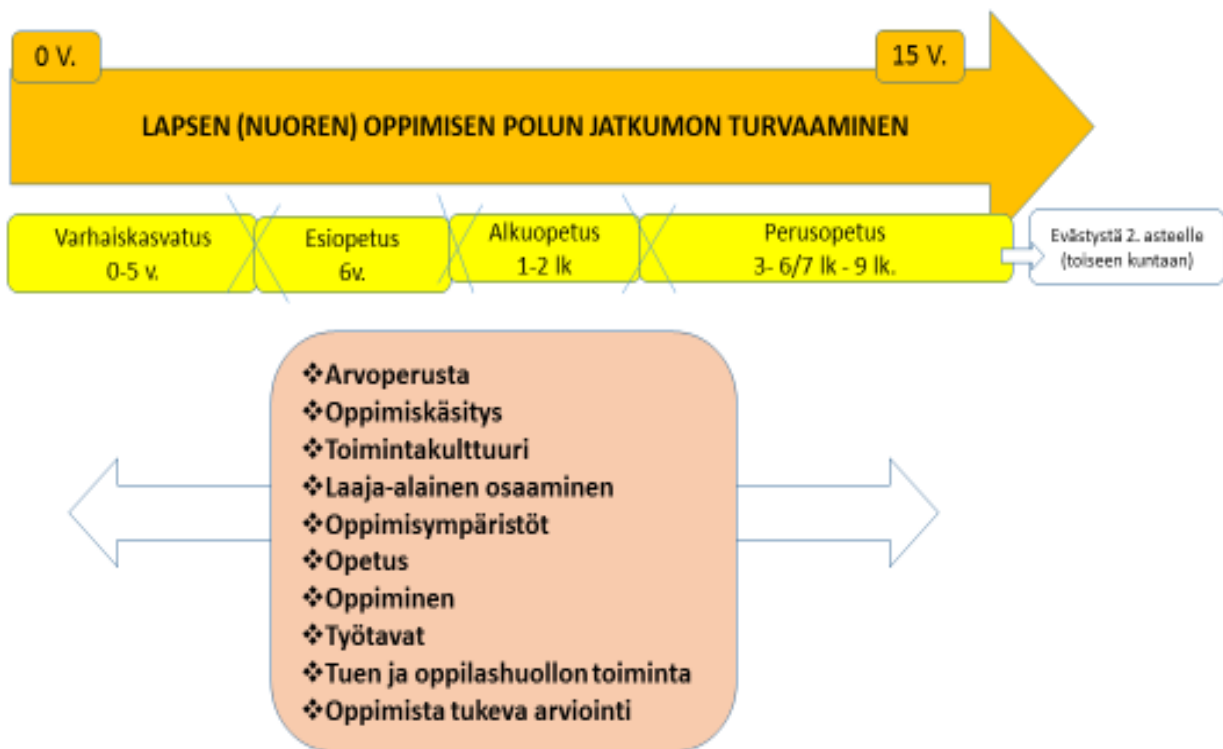 0 V.
15 V.
LAPSEN (NUOREN) OPPIMISEN POLUN JATKUMON TURVAAMINEN
Varhaiskasvatus
0-5 v.
Esiopetus
6v.
Alkuopetus
1-2 lk
Perusopetus
3- 6/7 lk - 9 lk.
Evästystä 2. asteelle
(toiseen kuntaan)
❖Arvoperusta
❖Oppimiskäsitys
❖Toimintakulttuuri
❖Laaja-alainen osaaminen
❖Oppimisympäristöt
❖Opetus
❖Oppiminen
❖Työtavat
❖Tuen ja oppilashuollon toiminta
❖Oppimista tukeva arviointi